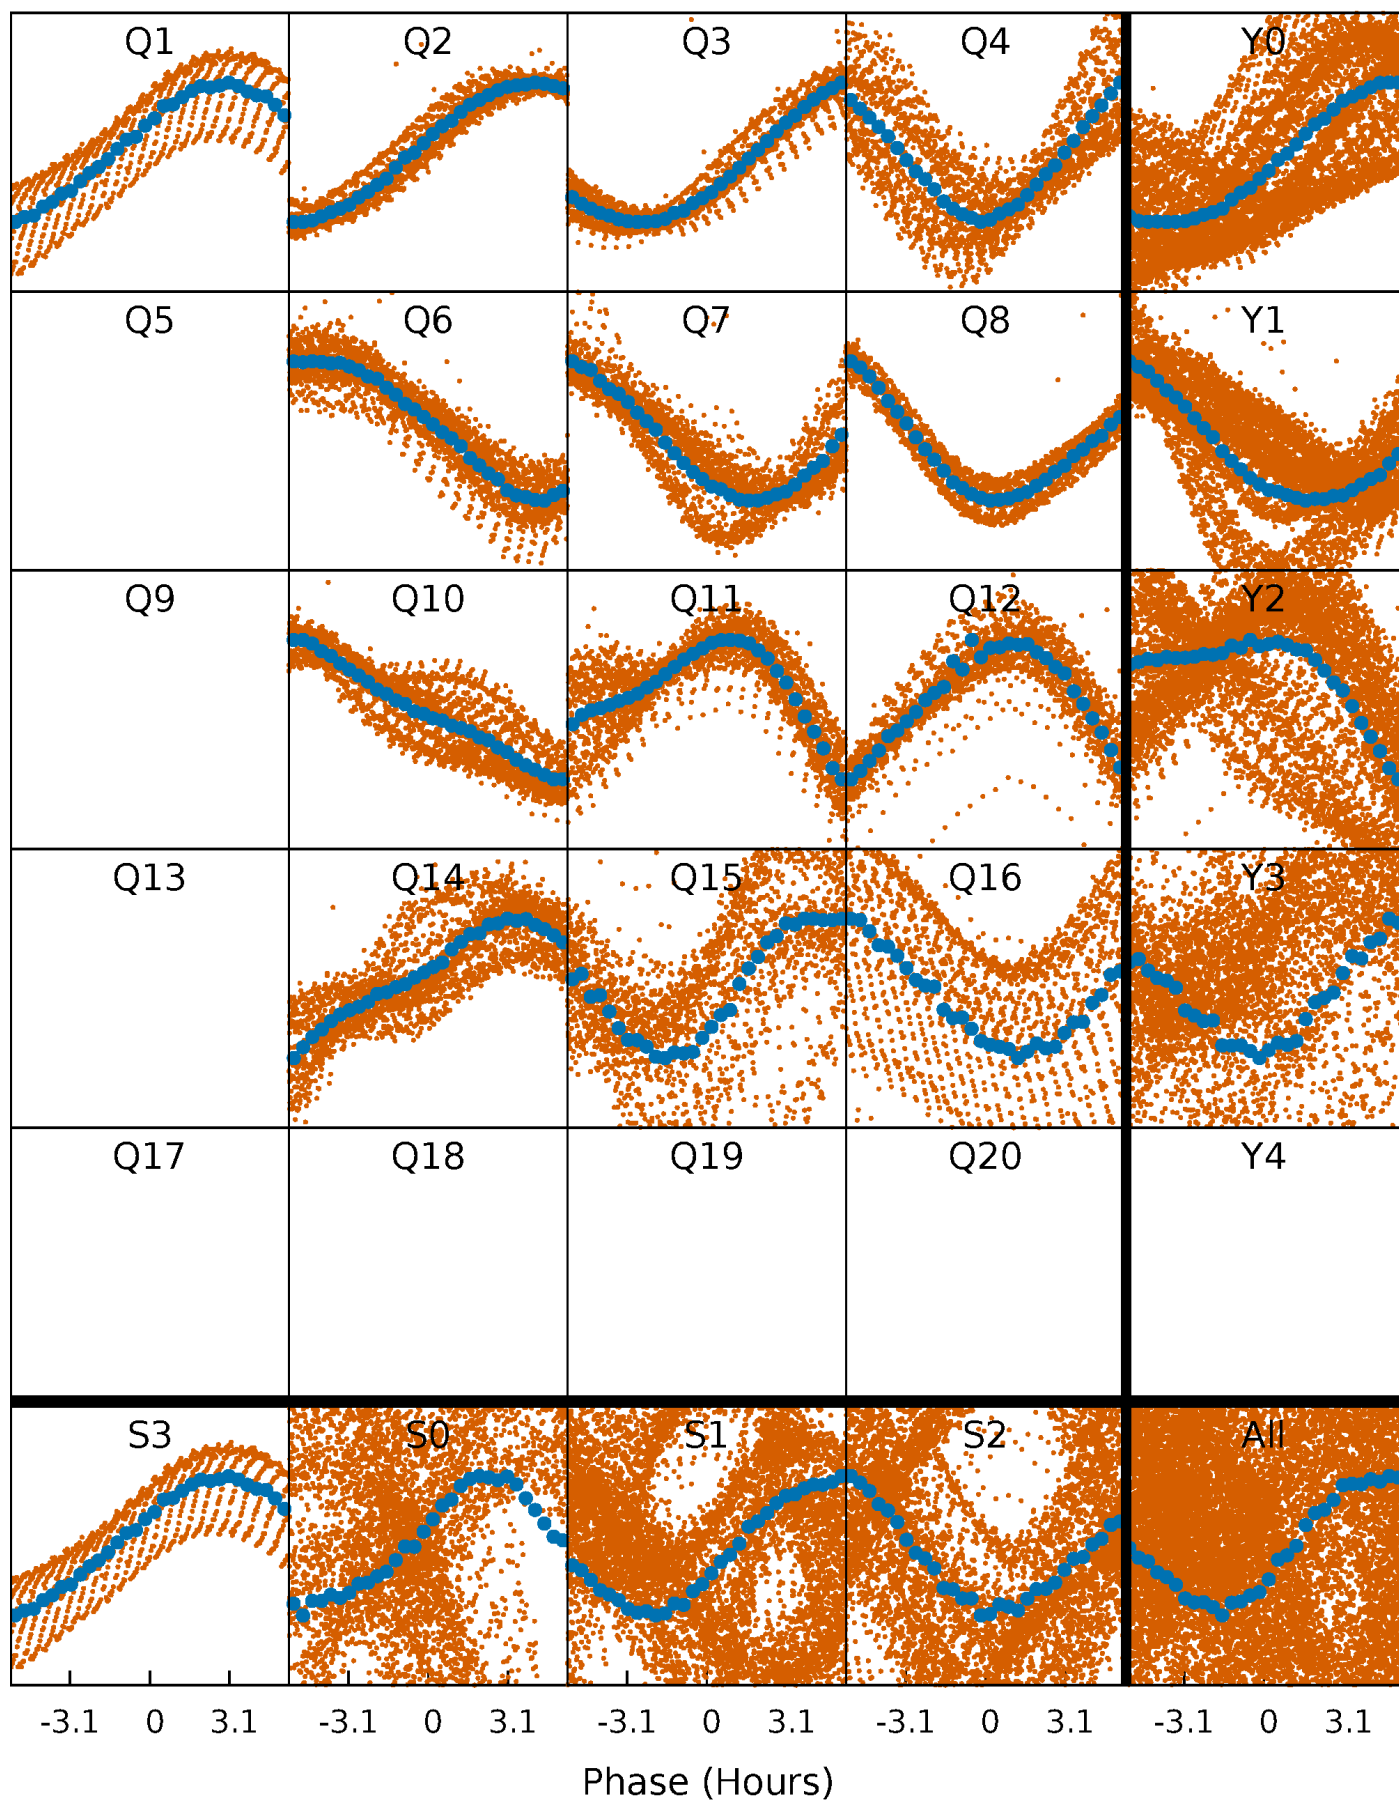 Q1 Q2 Q3 Q4 Y0
Q5 Q6 Q7 Q8 Y1
Q9 Q10 Q11 Q12 Y2
Q13 Q14 Q15 Q16 Y3
Q17 Q18 Q19 Q20 Y4
S3 S0 S1 S2 All
-3.1 0 3.1 -3.1 0 3.1 -3.1 0 3.1 -3.1 0 3.1 -3.1 0 3.1
Phase (Hours)